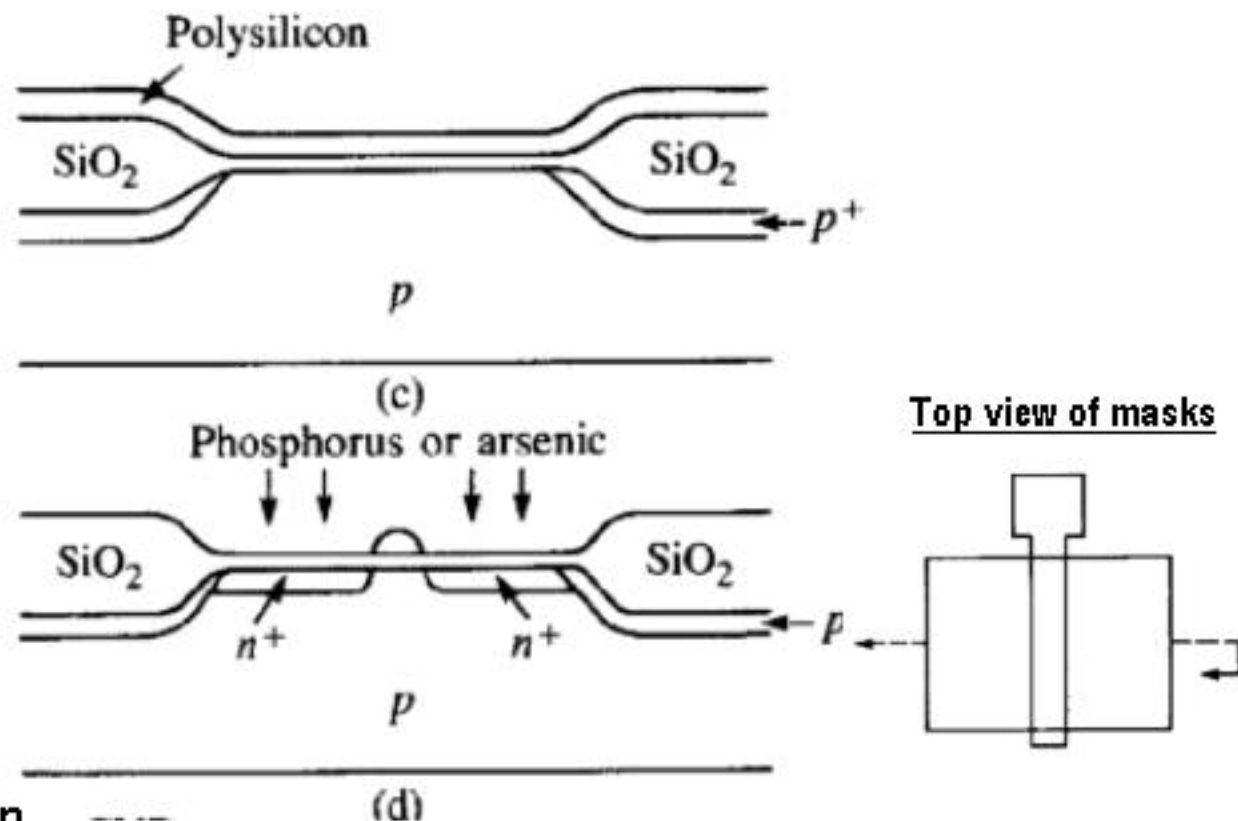 Polysilicon
SiO₂ SiO₂
p⁺
p
(c)
Phosphorus or arsenic
Top view of masks
SiO₂ SiO₂
n⁺ n⁺
p
p
(d)